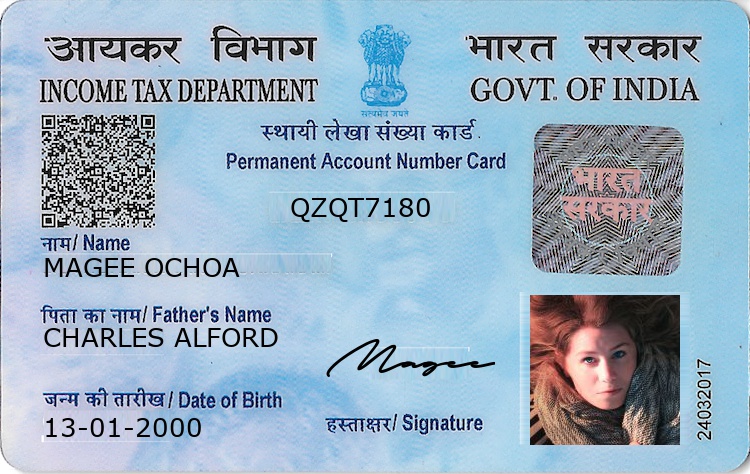 आयकर विभाग
भारत सरकार
INCOME TAX DEPARTMENT
GOVT. OF INDIA
सत्यमेव जयते
स्थायी लेखा संख्या कार्ड
Permanent Account Number Card
QZQT7180
भारत
सरकार
नाम/ Name
MAGEE OCHOA
पिता का नाम/ Father's Name
CHARLES ALFORD
Magee
जन्म की तारीख/ Date of Birth
13-01-2000
हस्ताक्षर/ Signature
24032017